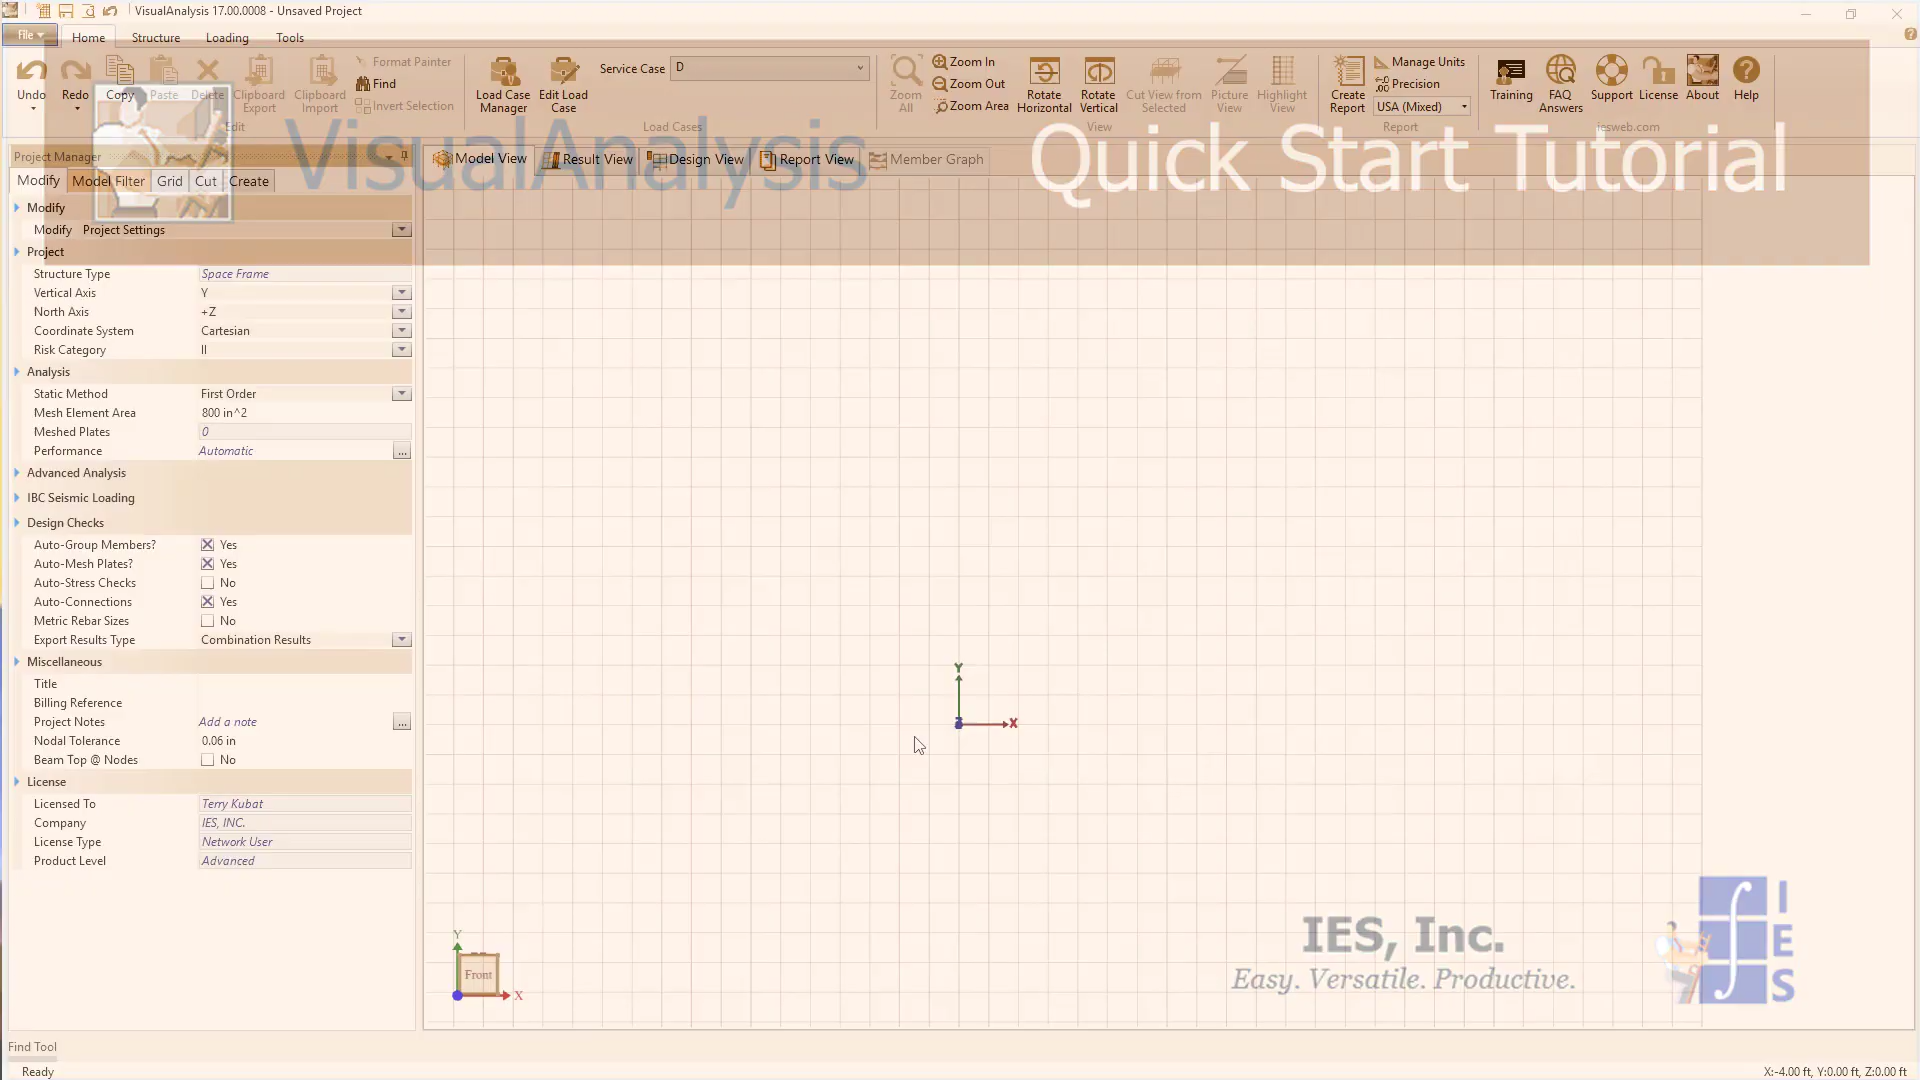 VisualAnalysis 17.00.0008 - Unsaved Project
File
Home
Structure
Loading
Tools
Undo
Redo
Copy
Paste
Delete
Clipboard Export
Clipboard Import
Format Painter
Find
Invert Selection
Edit
Load Case Manager
Edit Load Case
Service Case
D
Load Cases
Zoom All
Zoom In
Zoom Out
Zoom Area
Rotate Horizontal
Rotate Vertical
Cut View from Selected
Picture View
Highlight View
View
Create Report
Manage Units
Precision
USA (Mixed)
Report
Training
FAQ Answers
Support
License
About
Help
iesweb.com
VisualAnalysis
Quick Start Tutorial
Project Manager
Model View
Result View
Design View
Report View
Member Graph
Modify
Model Filter
Grid
Cut
Create
Modify
Modify Project Settings
Project
Structure Type Space Frame
Vertical Axis Y
North Axis +Z
Coordinate System Cartesian
Risk Category II
Analysis
Static Method First Order
Mesh Element Area 800 in^2
Meshed Plates 0
Performance Automatic ...
Advanced Analysis
IBC Seismic Loading
Design Checks
Auto-Group Members? Yes
Auto-Mesh Plates? Yes
Auto-Stress Checks No
Auto-Connections Yes
Metric Rebar Sizes No
Export Results Type Combination Results
Miscellaneous
Title
Billing Reference
Project Notes Add a note ...
Nodal Tolerance 0.06 in
Beam Top @ Nodes No
License
Licensed To Terry Kubat
Company IES, INC.
License Type Network User
Product Level Advanced
Y
X
Y
Front
X
IES, Inc.
Easy. Versatile. Productive.
IES
Find Tool
Ready
X:-4.00 ft, Y:0.00 ft, Z:0.00 ft